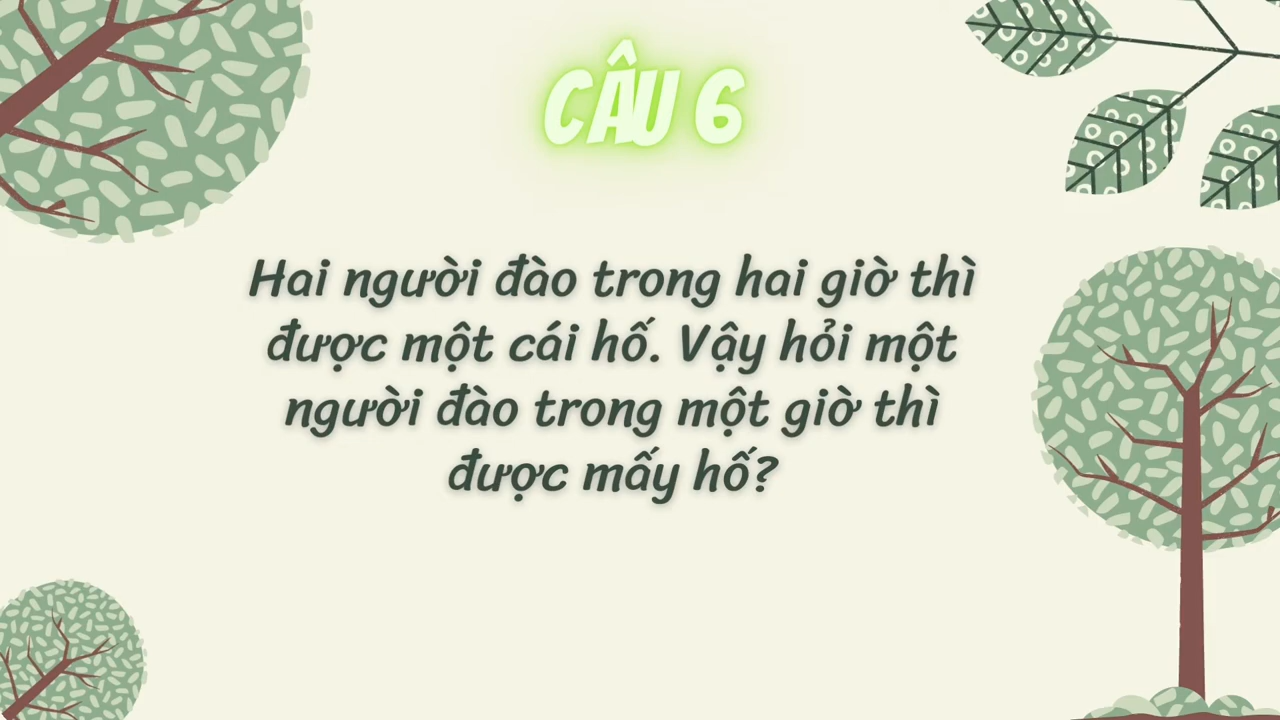 CÂU 6
Hai người đào trong hai giờ thì
được một cái hố. Vậy hỏi một
người đào trong một giờ thì
được mấy hố?